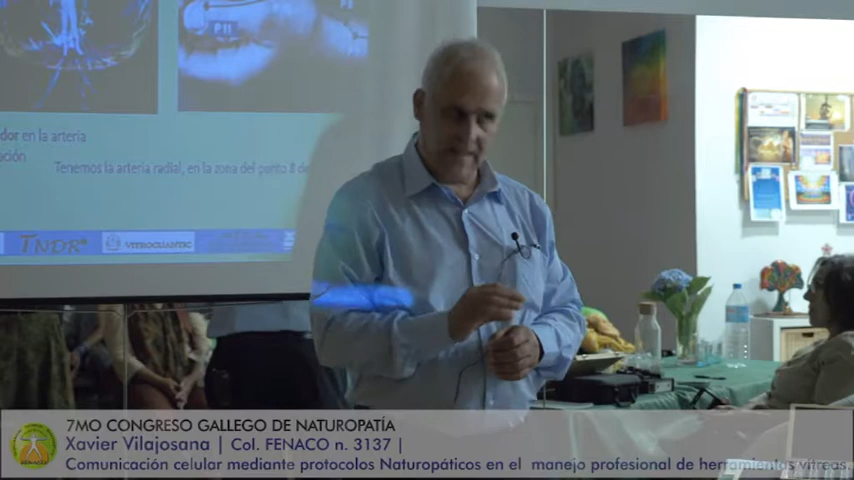 P11
dor en la arteria
ción
Tenemos la arteria radial, en la zona del punto 8 de
TNDR
VITROCUANTIC
7MO CONGRESO GALLEGO DE NATUROPATÍA
Xavier Vilajosana | Col. FENACO n. 3137 |
Comunicación celular mediante protocolos Naturopáticos en el manejo profesional de herramientas vítreas